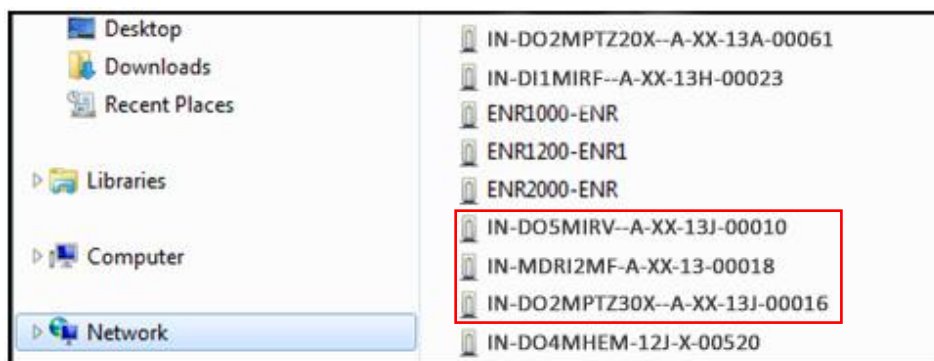 Desktop
Downloads
Recent Places
Libraries
Computer
Network
IN-DO2MPTZ20X--A-XX-13A-00061
IN-DI1MIRF--A-XX-13H-00023
ENR1000-ENR
ENR1200-ENR1
ENR2000-ENR
IN-DO5MIRV--A-XX-13J-00010
IN-MDRI2MF-A-XX-13-00018
IN-DO2MPTZ30X--A-XX-13J-00016
IN-DO4MHEM-12J-X-00520